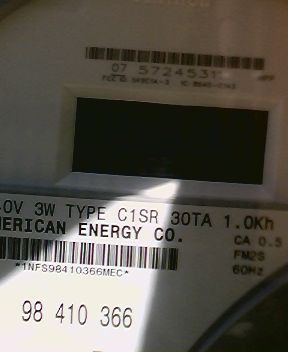 07 5724531
40V 3W TYPE C1SR 30TA 1.0Kh
MERICAN ENERGY CO.
CA 0.5
*1NFS98410366MEC*
FM2S
60Hz
98 410 366